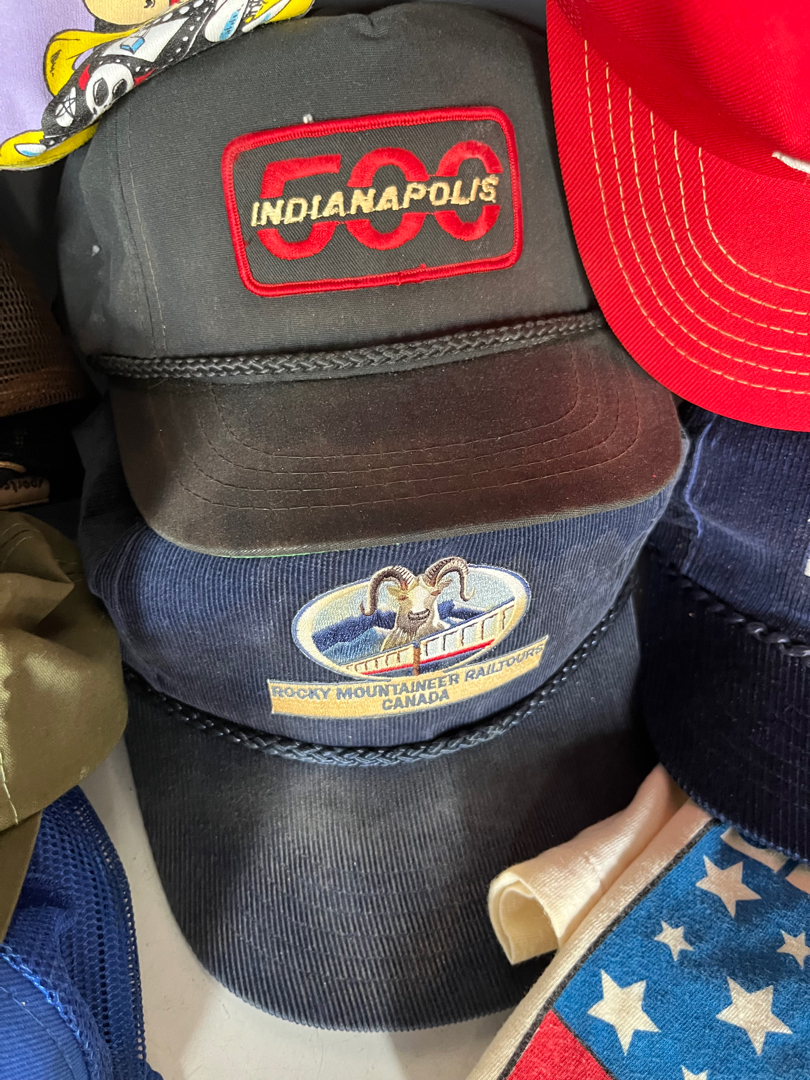 500
INDIANAPOLIS
ROCKY MOUNTAINEER RAILTOURS
CANADA